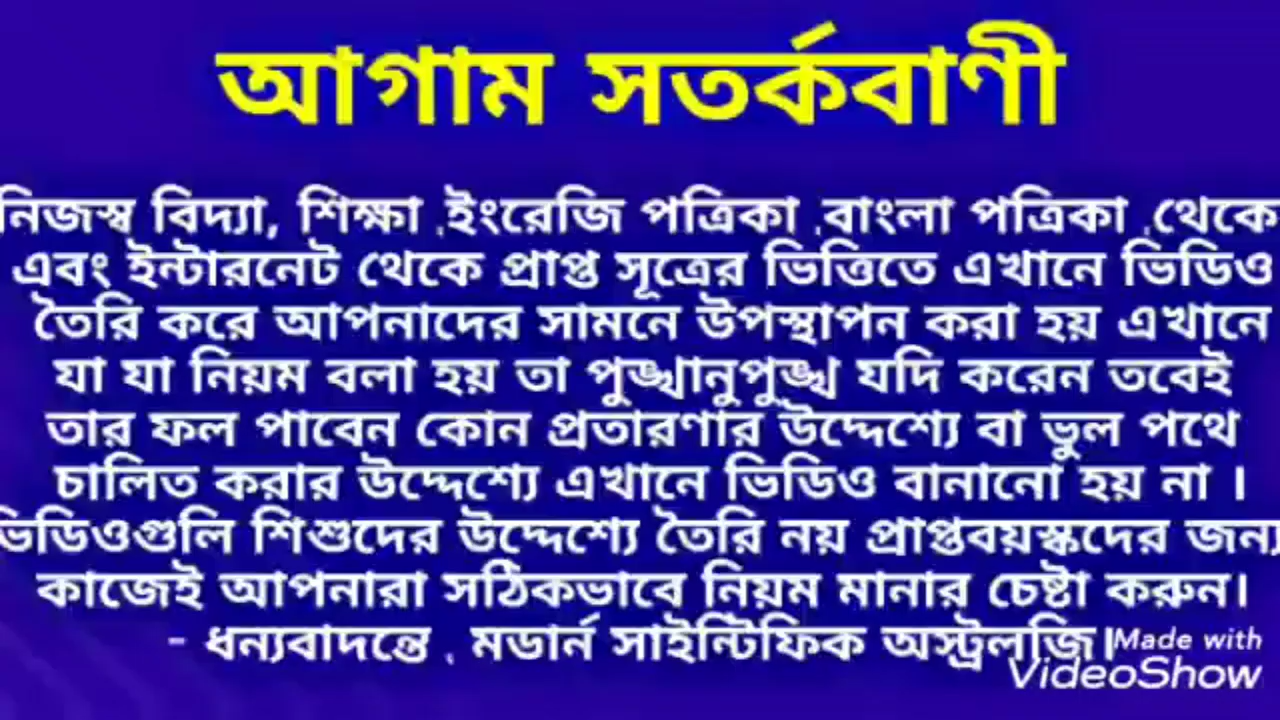 আগাম সতর্কবাণী
নিজস্ব বিদ্যা, শিক্ষা ,ইংরেজি পত্রিকা ,বাংলা পত্রিকা ,থেকে
এবং ইন্টারনেট থেকে প্রাপ্ত সূত্রের ভিত্তিতে এখানে ভিডিও
তৈরি করে আপনাদের সামনে উপস্থাপন করা হয় এখানে
যা যা নিয়ম বলা হয় তা পুঙ্খানুপুঙ্খ যদি করেন তবেই
তার ফল পাবেন কোন প্রতারণার উদ্দেশ্যে বা ভুল পথে
চালিত করার উদ্দেশ্যে এখানে ভিডিও বানানো হয় না ।
ভিডিওগুলি শিশুদের উদ্দেশ্যে তৈরি নয় প্রাপ্তবয়স্কদের জন্য
কাজেই আপনারা সঠিকভাবে নিয়ম মানার চেষ্টা করুন।
- ধন্যবাদন্তে , মডার্ন সাইন্টিফিক অস্ট্রলজি।
Made with
VideoShow